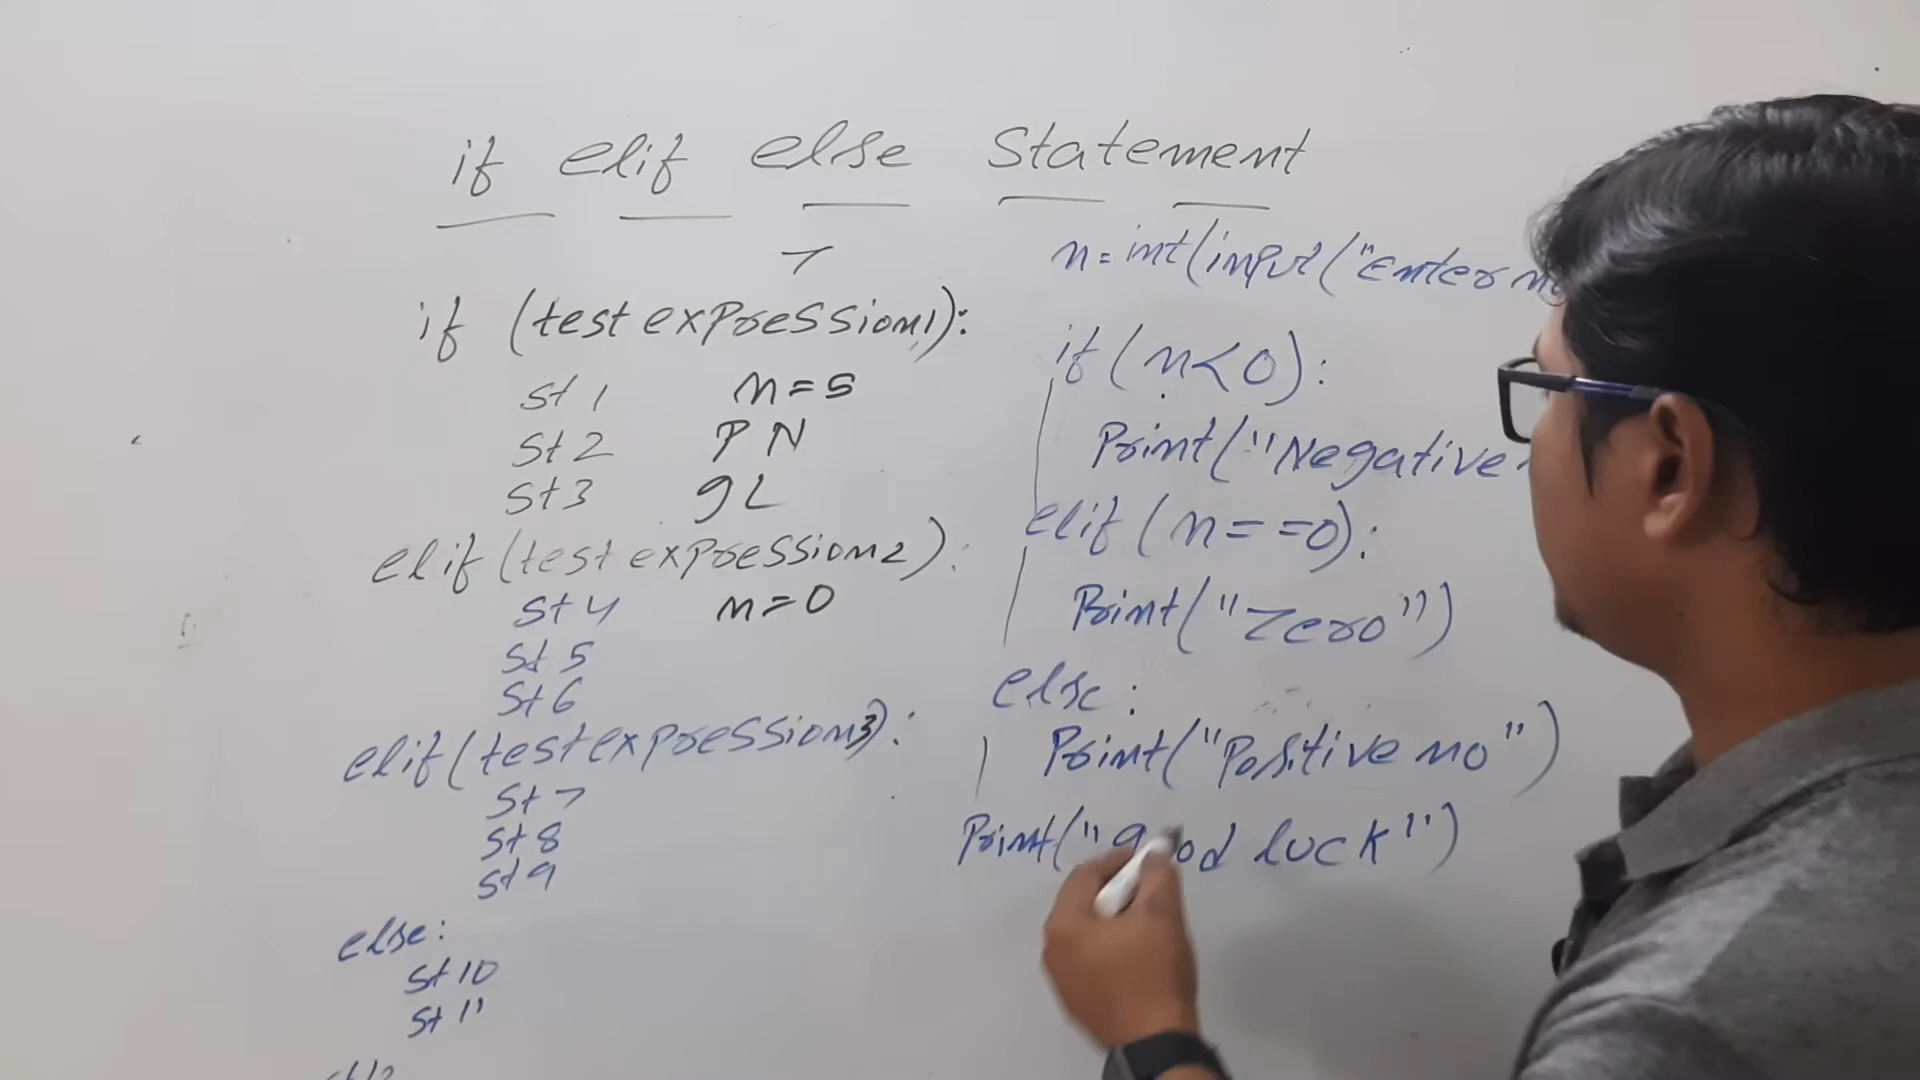 if elif else Statement
if (test expression1):
st 1 n=5
st 2 P N
st 3 gL
elif (test expression2):
st 4 n=0
st 5
st 6
elif (test expression3):
st 7
st 8
st 9
else:
st 10
st 11
n=int(input("Enter
if (n<0):
Print("Negative
elif (n==0):
Print("Zero")
else:
Print("Positive no")
Print("good luck")